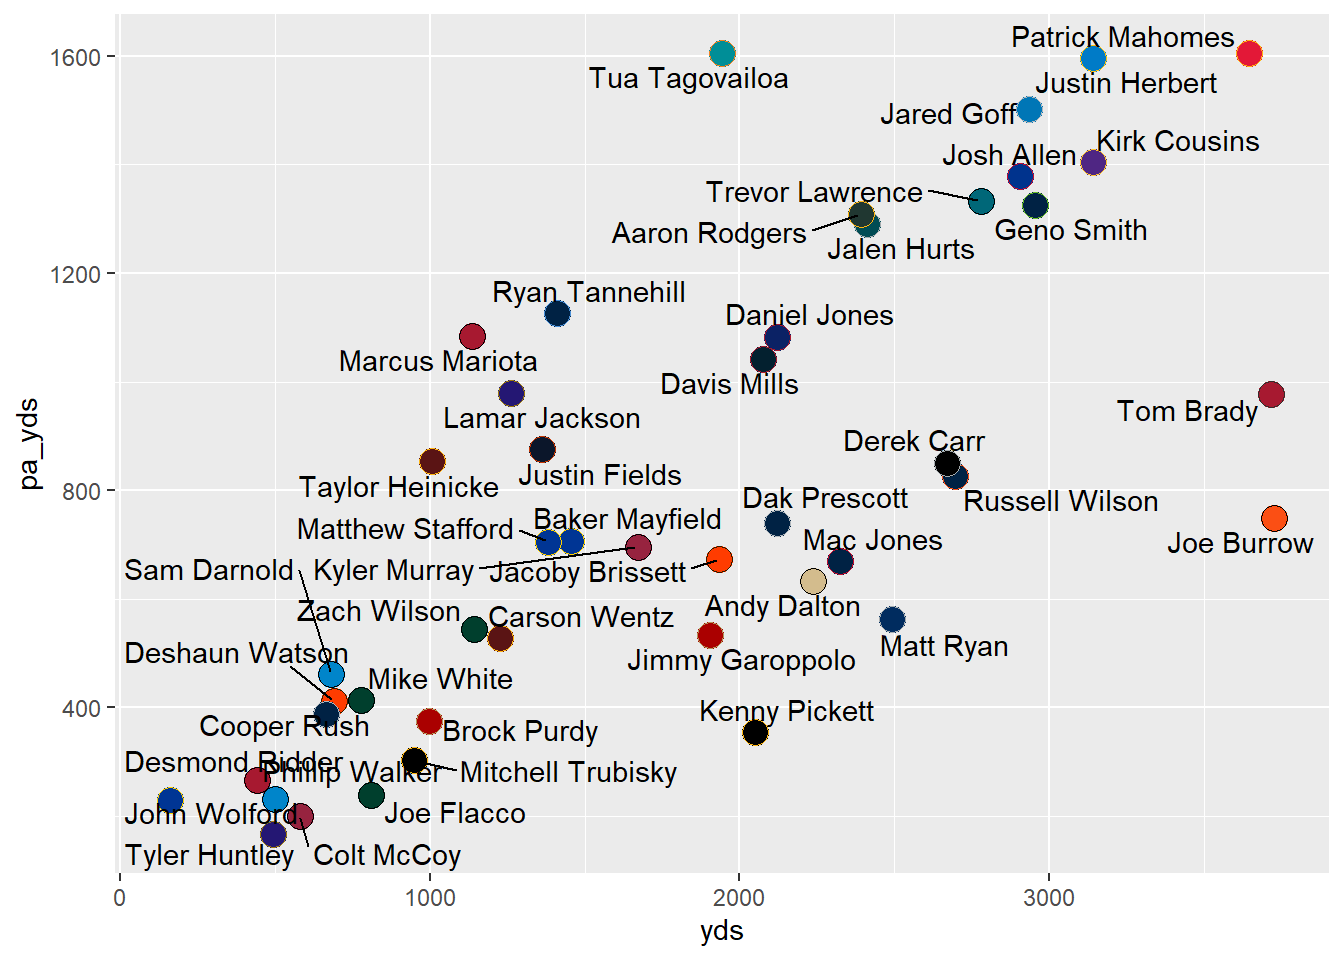 Patrick Mahomes
1600
Tua Tagovailoa
Justin Herbert
Jared Goff
Kirk Cousins
Josh Allen
Trevor Lawrence
Aaron Rodgers
Geno Smith
Jalen Hurts
1200
Ryan Tannehill
Daniel Jones
Marcus Mariota
Davis Mills
Tom Brady
Lamar Jackson
Derek Carr
pa_yds
Justin Fields
Taylor Heinicke
800
Dak Prescott
Russell Wilson
Matthew Stafford
Baker Mayfield
Mac Jones
Joe Burrow
Sam Darnold
Kyler Murray
Jacoby Brissett
Zach Wilson
Carson Wentz
Andy Dalton
Deshaun Watson
Jimmy Garoppolo
Matt Ryan
Mike White
400
Kenny Pickett
Cooper Rush
Brock Purdy
Desmond Ridder
Phillip Walker
Mitchell Trubisky
John Wolford
Joe Flacco
Tyler Huntley
Colt McCoy
0
1000
2000
3000
yds